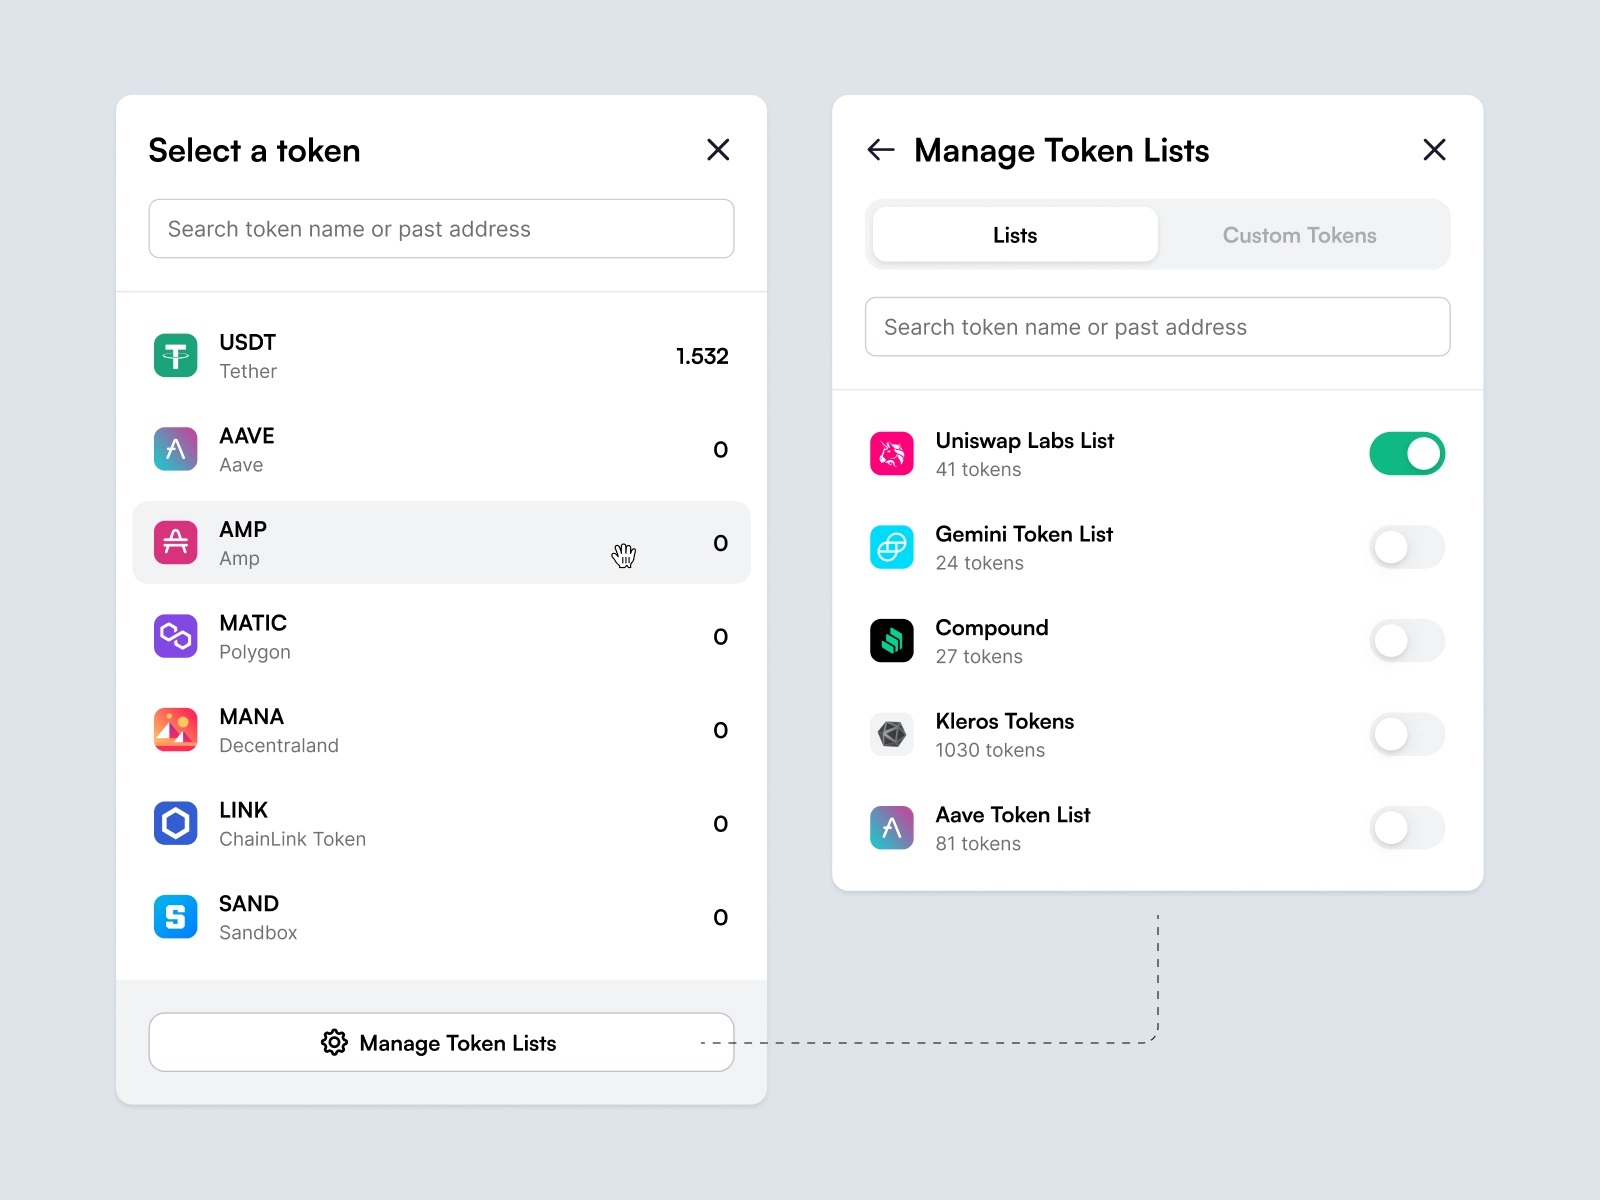 Select a token
Search token name or past address
USDT
Tether
1.532
AAVE
Aave
0
AMP
Amp
0
MATIC
Polygon
0
MANA
Decentraland
0
LINK
ChainLink Token
0
SAND
Sandbox
0
Manage Token Lists
Manage Token Lists
Lists
Custom Tokens
Search token name or past address
Uniswap Labs List
41 tokens
Gemini Token List
24 tokens
Compound
27 tokens
Kleros Tokens
1030 tokens
Aave Token List
81 tokens